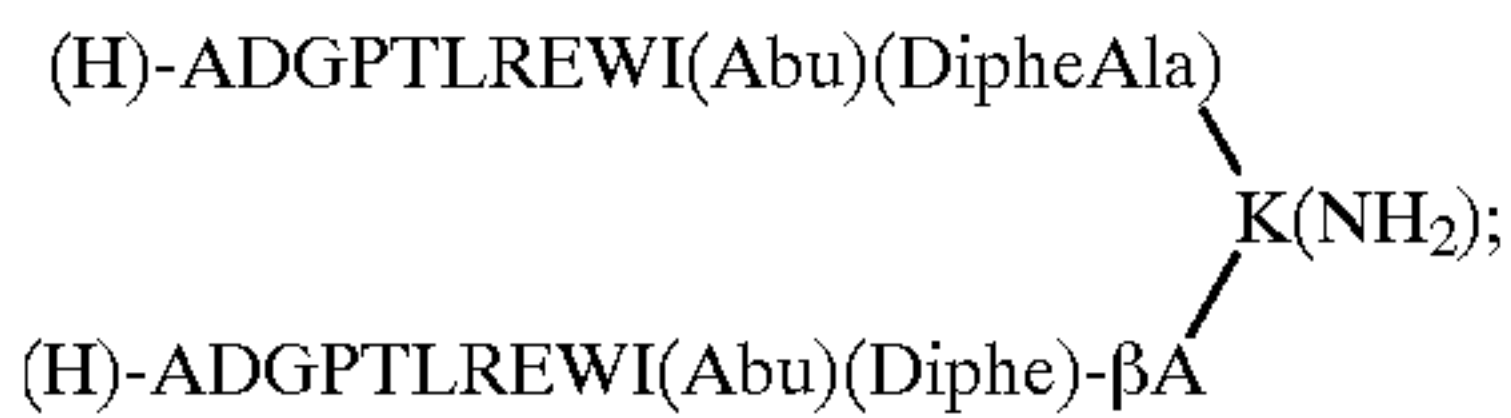 (H)-ADGPTLREWI(Abu)(DipheAla)
K(NH₂);
(H)-ADGPTLREWI(Abu)(Diphe)-βA